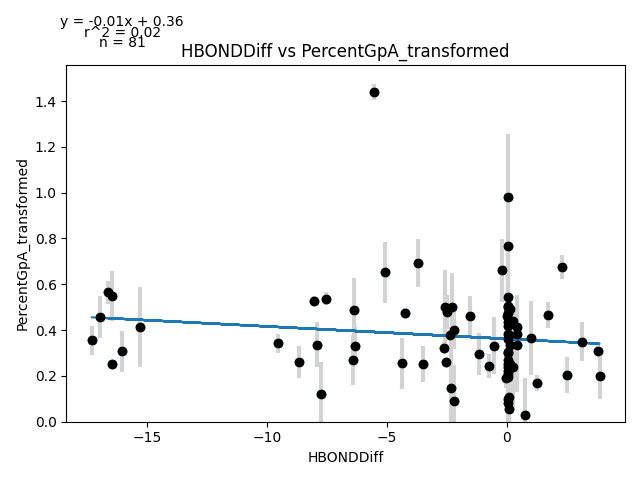 y = -0.01x + 0.36
r^2 = 0.02
n = 81
HBONDDiff vs PercentGpA_transformed
PercentGpA_transformed
1.4
1.2
1.0
0.8
0.6
0.4
0.2
0.0
−15
−10
−5
0
HBONDDiff